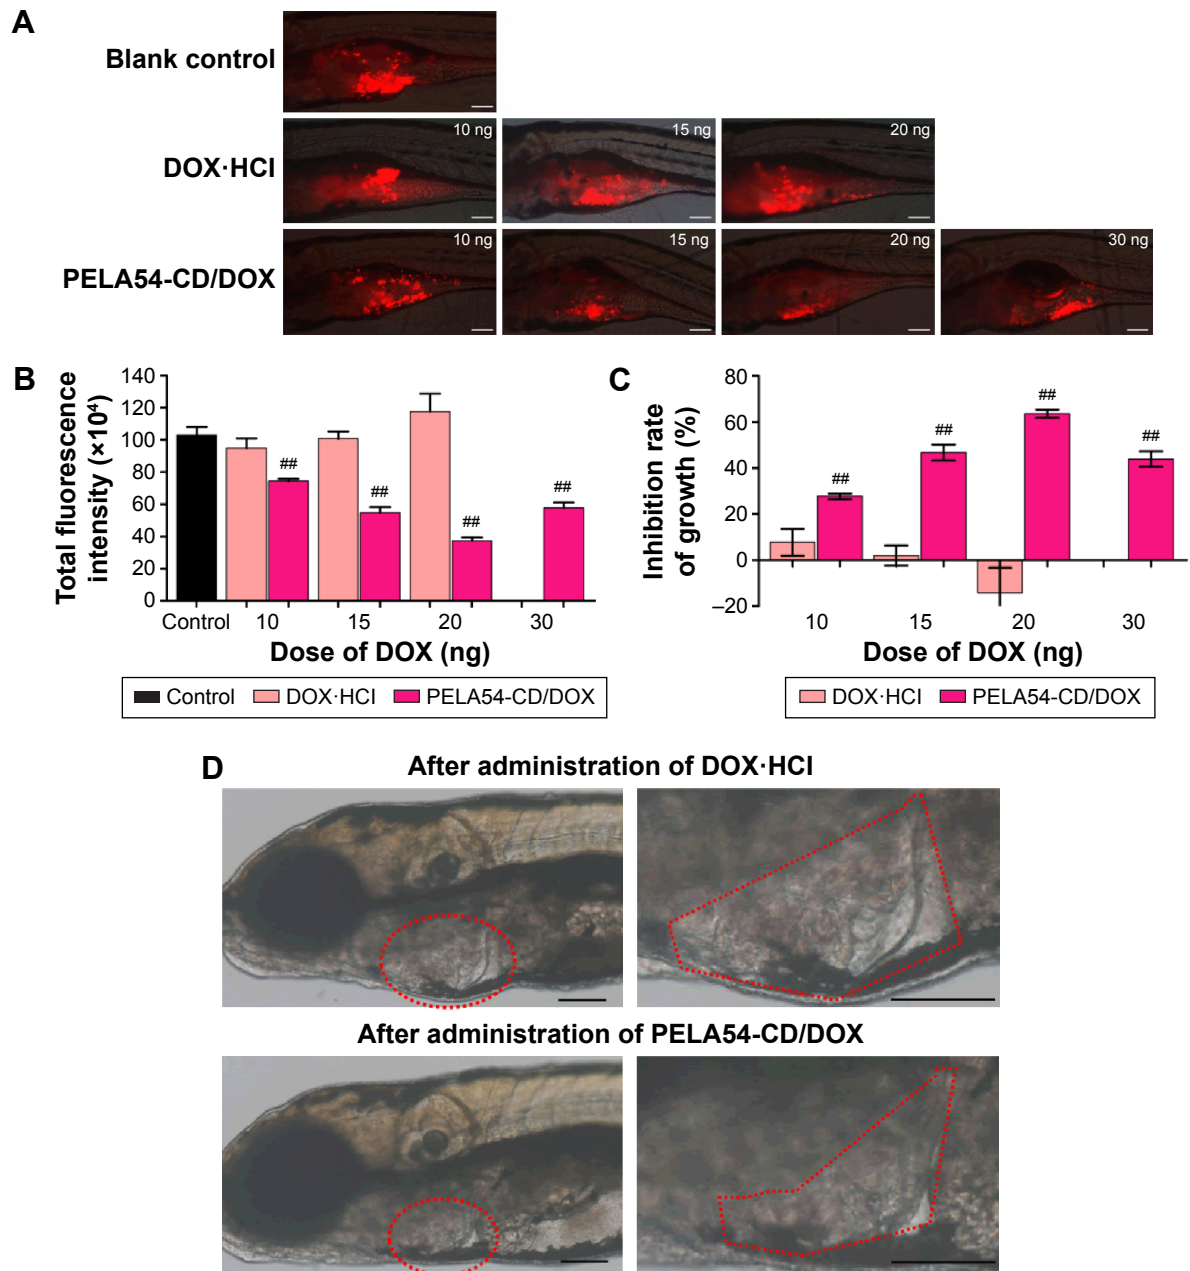 A
Blank control
DOX·HCl
10 ng
15 ng
20 ng
PELA54-CD/DOX
10 ng
15 ng
20 ng
30 ng
B
Total fluorescence
intensity (×10⁴)
140
120
100
80
60
40
20
0
##
##
##
##
Control
10
15
20
30
Dose of DOX (ng)
Control
DOX·HCl
PELA54-CD/DOX
C
Inhibition rate
of growth (%)
80
60
40
20
0
–20
##
##
##
##
10
15
20
30
Dose of DOX (ng)
DOX·HCl
PELA54-CD/DOX
D
After administration of DOX·HCl
After administration of PELA54-CD/DOX